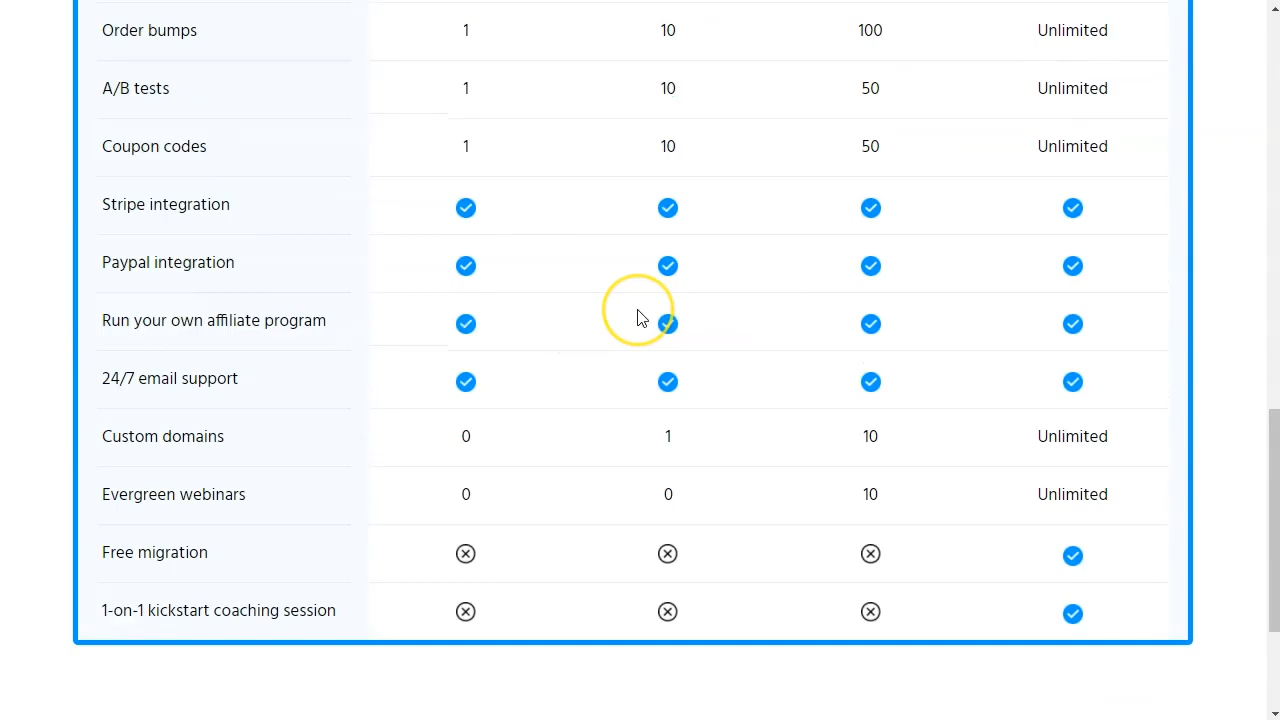 Order bumps 1 10 100 Unlimited
A/B tests 1 10 50 Unlimited
Coupon codes 1 10 50 Unlimited
Stripe integration
Paypal integration
Run your own affiliate program
24/7 email support
Custom domains 0 1 10 Unlimited
Evergreen webinars 0 0 10 Unlimited
Free migration
1-on-1 kickstart coaching session